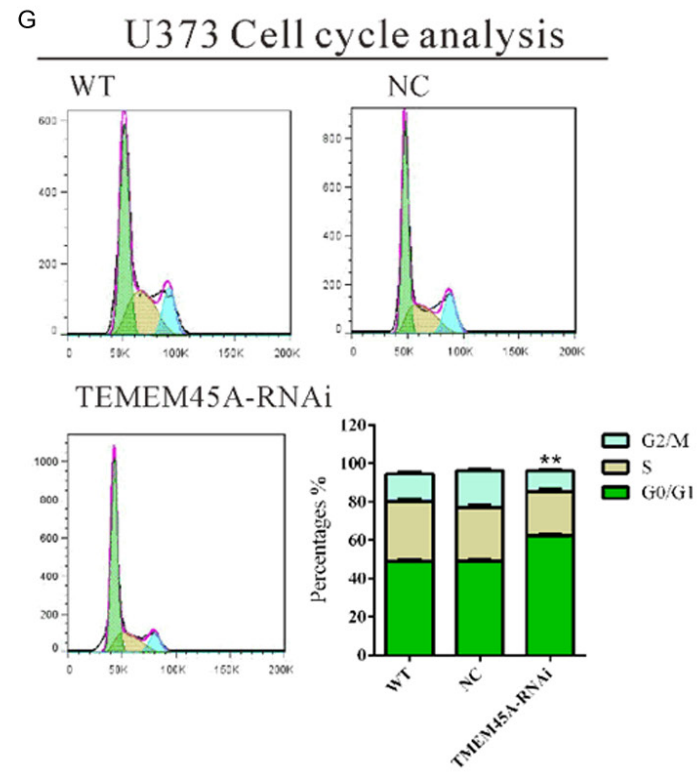 G
U373 Cell cycle analysis
WT
NC
600
400
200
0
0 50K 100K 150K 200K
800
600
400
200
0
0 50K 100K 150K 200K
TEMEM45A-RNAi
1000
800
600
400
200
0
0 50K 100K 150K 200K
Percentages %
120
100
80
60
40
20
0
**
WT
NC
TMEM45A-RNAi
G2/M
S
G0/G1